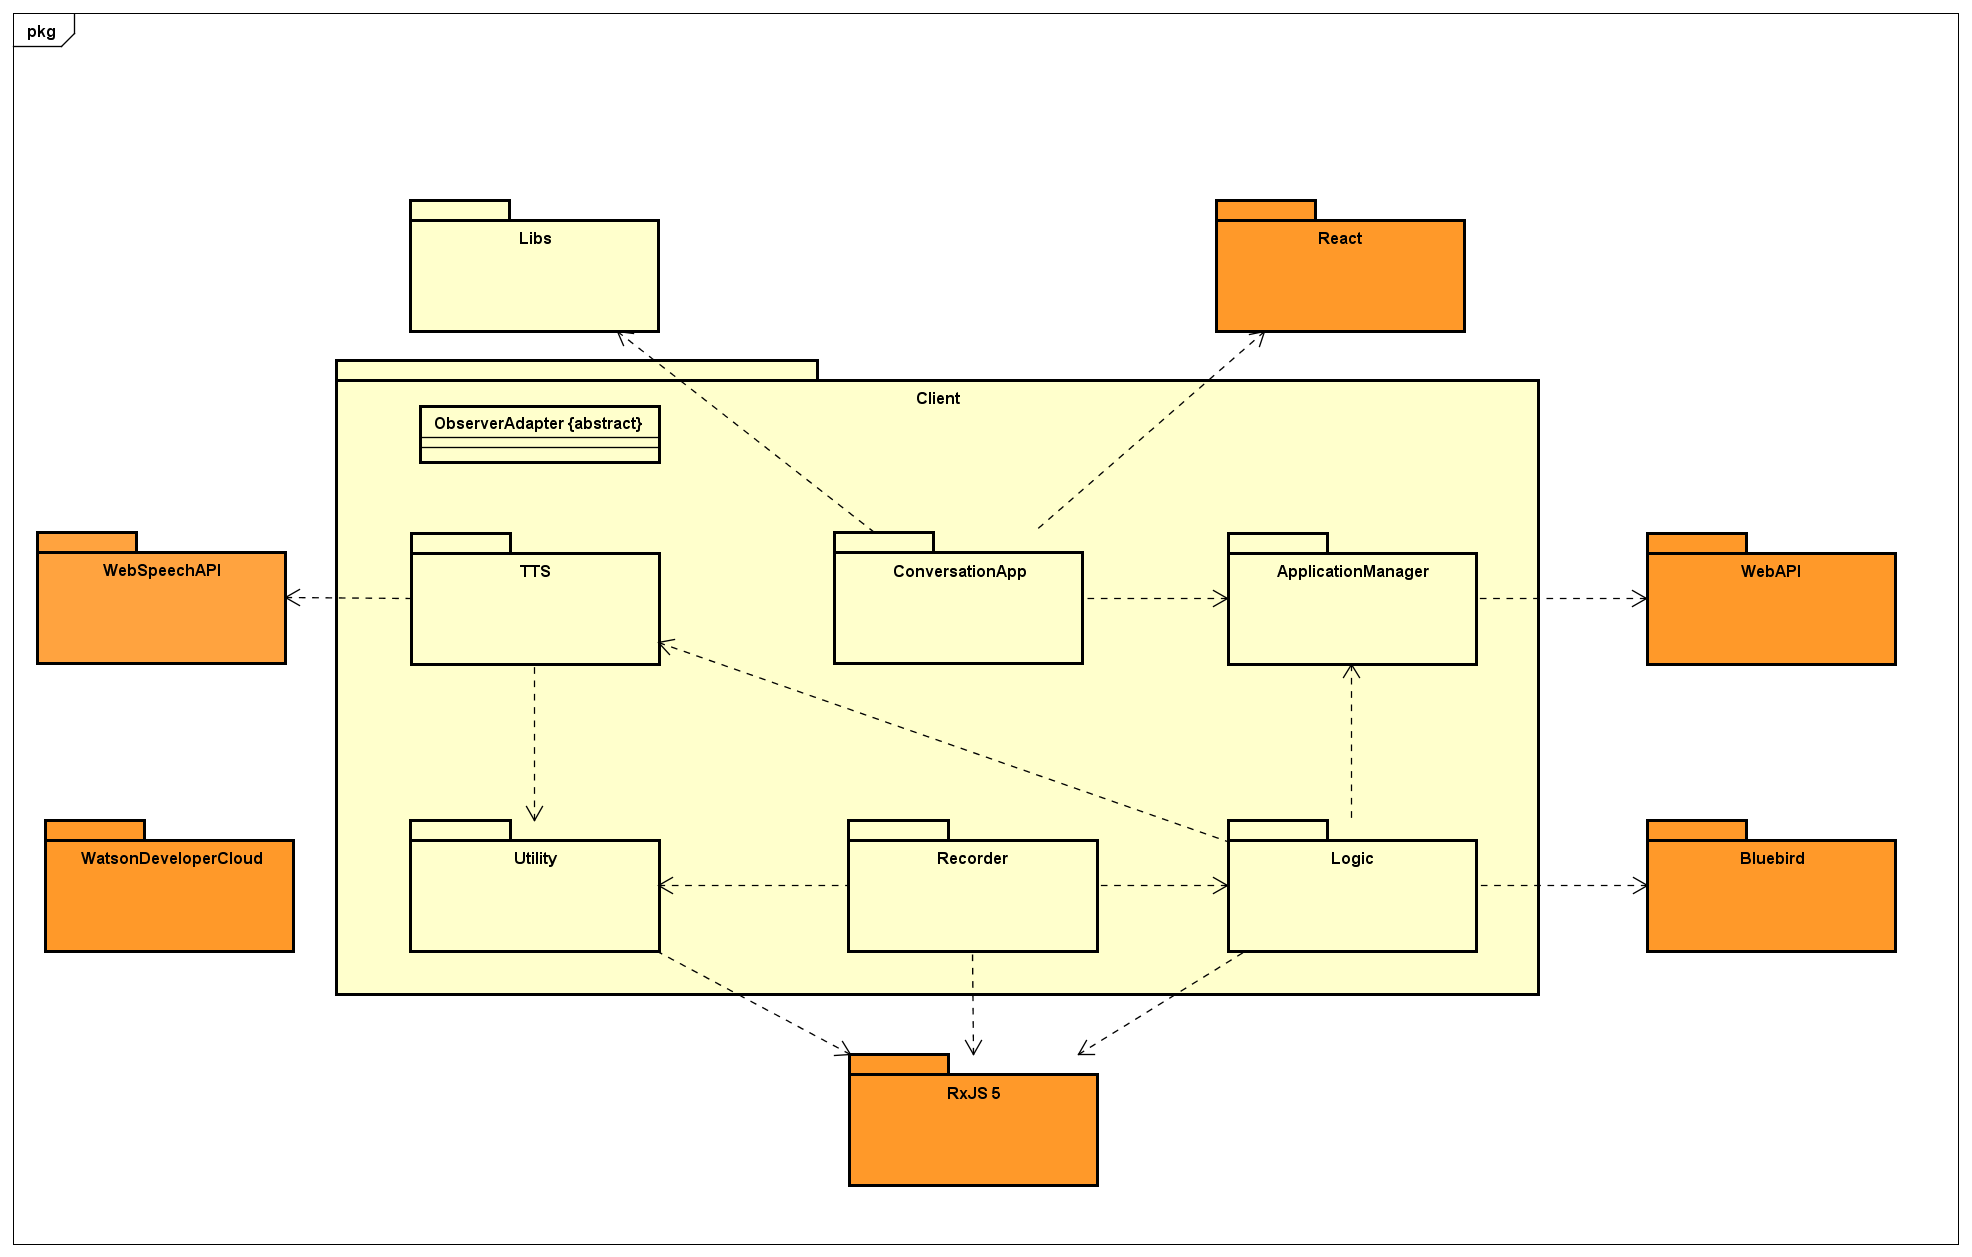 pkg
Libs
React
Client
ObserverAdapter {abstract}
WebSpeechAPI
TTS
ConversationApp
ApplicationManager
WebAPI
WatsonDeveloperCloud
Utility
Recorder
Logic
Bluebird
RxJS 5